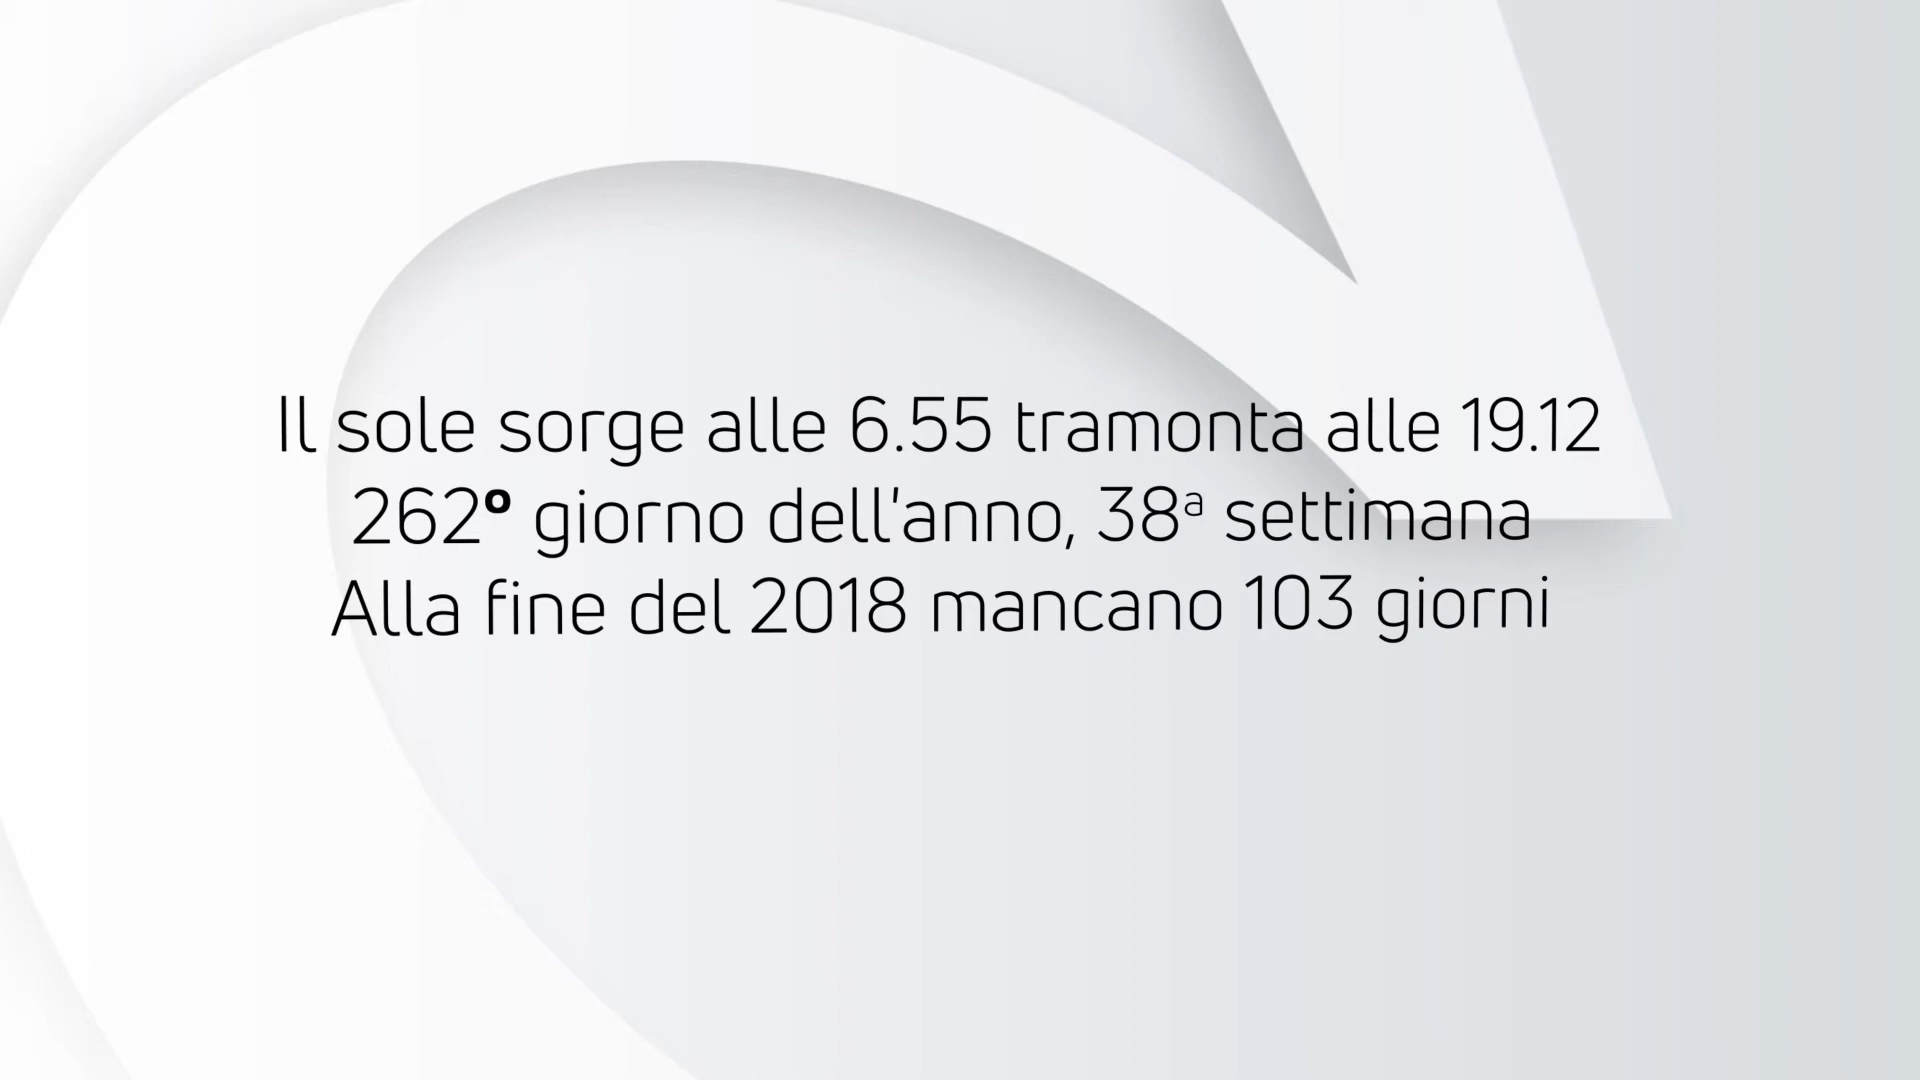 Il sole sorge alle 6.55 tramonta alle 19.12
262º giorno dell'anno, 38ª settimana
Alla fine del 2018 mancano 103 giorni